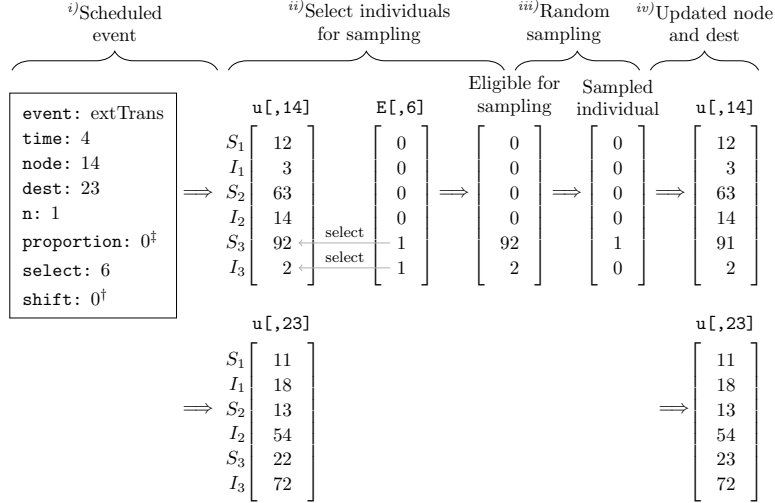 i)Scheduled event
ii)Select individuals for sampling
iii)Random sampling
iv)Updated node and dest
event: extTrans
time: 4
node: 14
dest: 23
n: 1
proportion: 0‡
select: 6
shift: 0†
u[,14] E[,6] Eligible for sampling Sampled individual u[,14]
S1 12 0 0 0 12
I1 3 0 0 0 3
⟹ S2 63 0 ⟹ 0 ⟹ 0 ⟹ 63
I2 14 0 0 0 14
S3 92 select 1 92 1 91
I3 2 select 1 2 0 2
u[,23] u[,23]
S1 11 11
I1 18 18
⟹ S2 13 ⟹ 13
I2 54 54
S3 22 23
I3 72 72